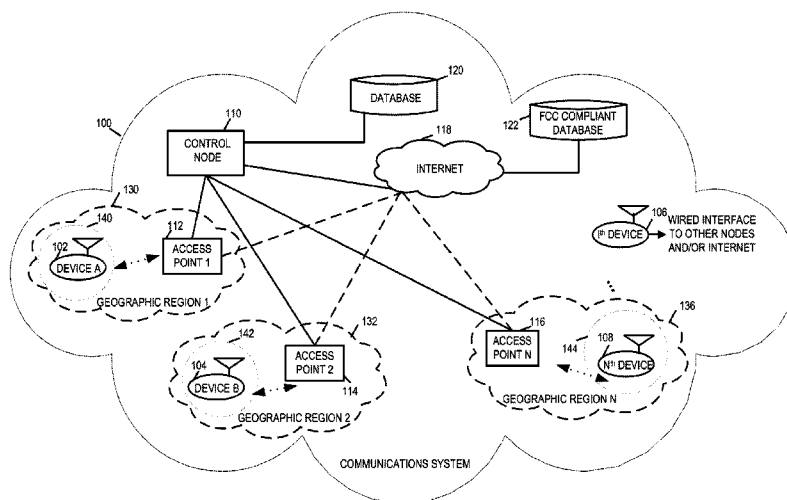 120
DATABASE
110
100
CONTROL
NODE
118
INTERNET
122
FCC COMPLIANT
DATABASE
130
140
112
102
DEVICE A
ACCESS
POINT 1
GEOGRAPHIC REGION 1
106
Ith DEVICE
WIRED INTERFACE
TO OTHER NODES
AND/OR INTERNET
142
132
104
DEVICE B
ACCESS
POINT 2
114
GEOGRAPHIC REGION 2
116
136
ACCESS
POINT N
144
108
Nth DEVICE
GEOGRAPHIC REGION N
COMMUNICATIONS SYSTEM